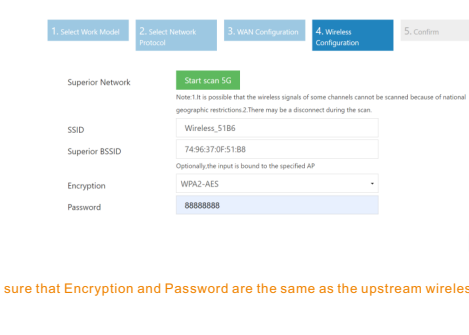 1. Select Work Model
2. Select Network
Protocol
3. WAN Configuration
4. Wireless
Configuration
5. Confirm
Superior Network
Start scan 5G
Note:1.It is possible that the wireless signals of some channels cannot be scanned because of national
geographic restrictions.2.There may be a disconnect during the scan.
SSID
Wireless_51B6
Superior BSSID
74:96:37:0F:51:B8
Optionally,the input is bound to the specified AP
Encryption
WPA2-AES
Password
88888888
sure that Encryption and Password are the same as the upstream wireles